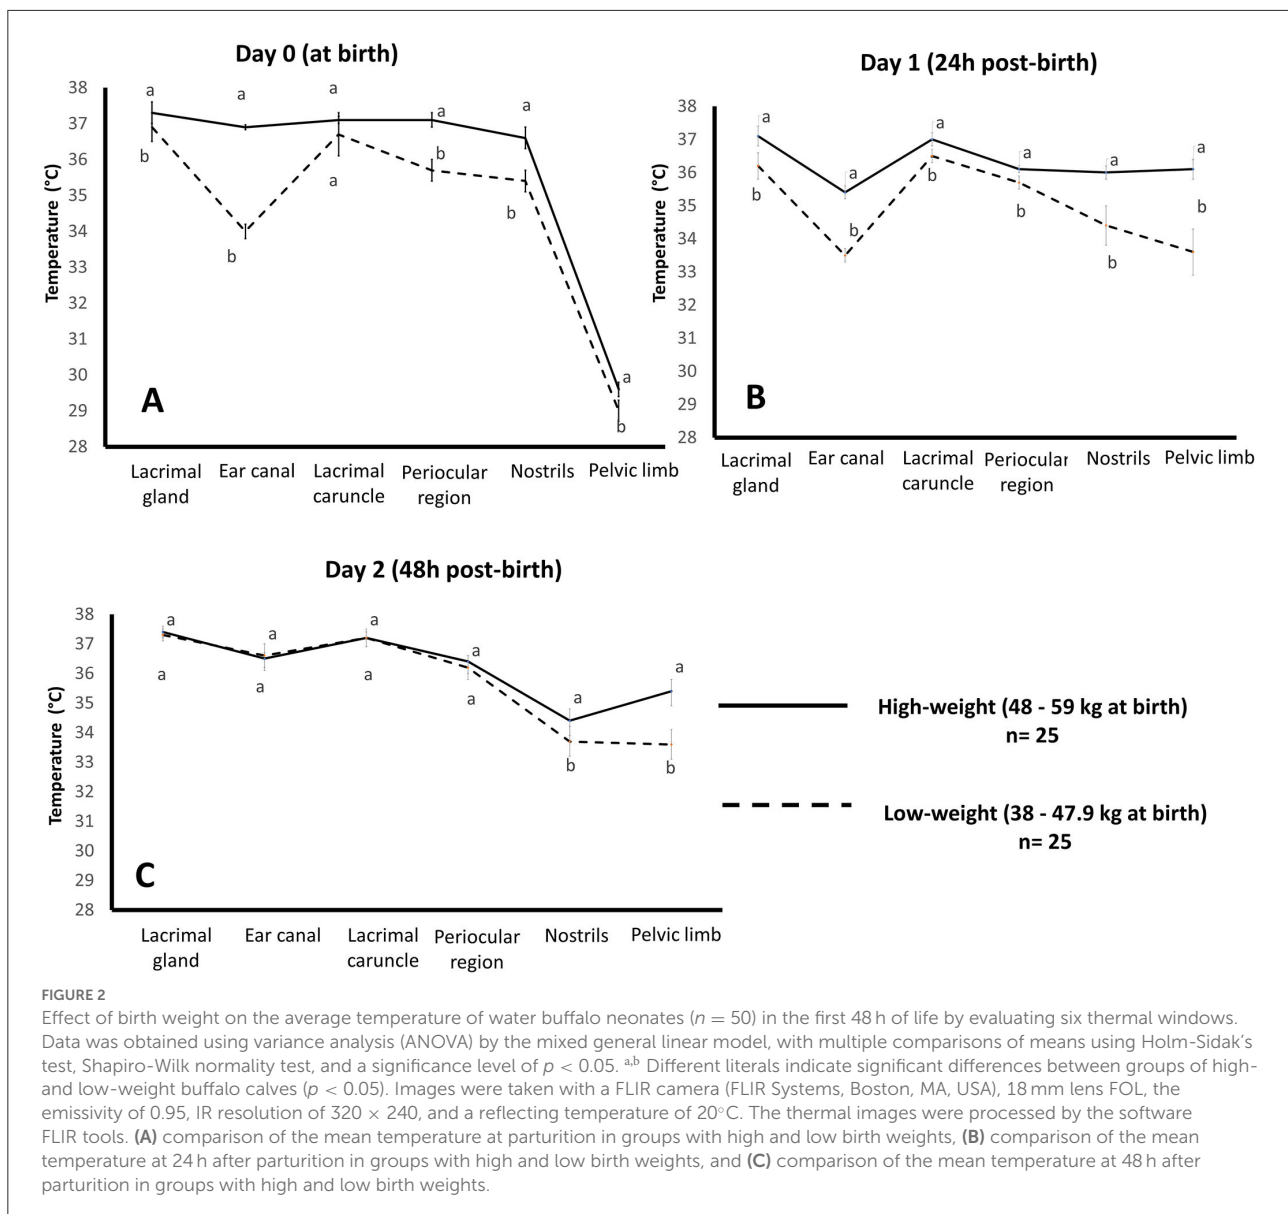 Day 0 (at birth)
38
37
36
35
34
33
32
31
30
29
28
Temperature (°C)
a
a
a
a
a
b
b
a
b
b
a
b
A
Lacrimal
gland
Ear canal
Lacrimal
caruncle
Periocular
region
Nostrils
Pelvic limb
Day 1 (24h post-birth)
38
37
36
35
34
33
32
31
30
29
28
Temperature (°C)
a
a
a
a
a
a
b
b
b
b
b
b
B
Lacrimal
gland
Ear canal
Lacrimal
caruncle
Periocular
region
Nostrils
Pelvic limb
Day 2 (48h post-birth)
38
37
36
35
34
33
32
31
30
29
28
Temperature (°C)
a
a
a
a
a
a
a
a
a
a
b
b
C
Lacrimal
gland
Ear canal
Lacrimal
caruncle
Periocular
region
Nostrils
Pelvic limb
High-weight (48 - 59 kg at birth)
n= 25
Low-weight (38 - 47.9 kg at birth)
n= 25
FIGURE 2
Effect of birth weight on the average temperature of water buffalo neonates (n = 50) in the first 48 h of life by evaluating six thermal windows.
Data was obtained using variance analysis (ANOVA) by the mixed general linear model, with multiple comparisons of means using Holm-Sidak's
test, Shapiro-Wilk normality test, and a significance level of p < 0.05. a,b Different literals indicate significant differences between groups of high-
and low-weight buffalo calves (p < 0.05). Images were taken with a FLIR camera (FLIR Systems, Boston, MA, USA), 18 mm lens FOL, the
emissivity of 0.95, IR resolution of 320 × 240, and a reflecting temperature of 20°C. The thermal images were processed by the software
FLIR tools. (A) comparison of the mean temperature at parturition in groups with high and low birth weights, (B) comparison of the mean
temperature at 24 h after parturition in groups with high and low birth weights, and (C) comparison of the mean temperature at 48 h after
parturition in groups with high and low birth weights.